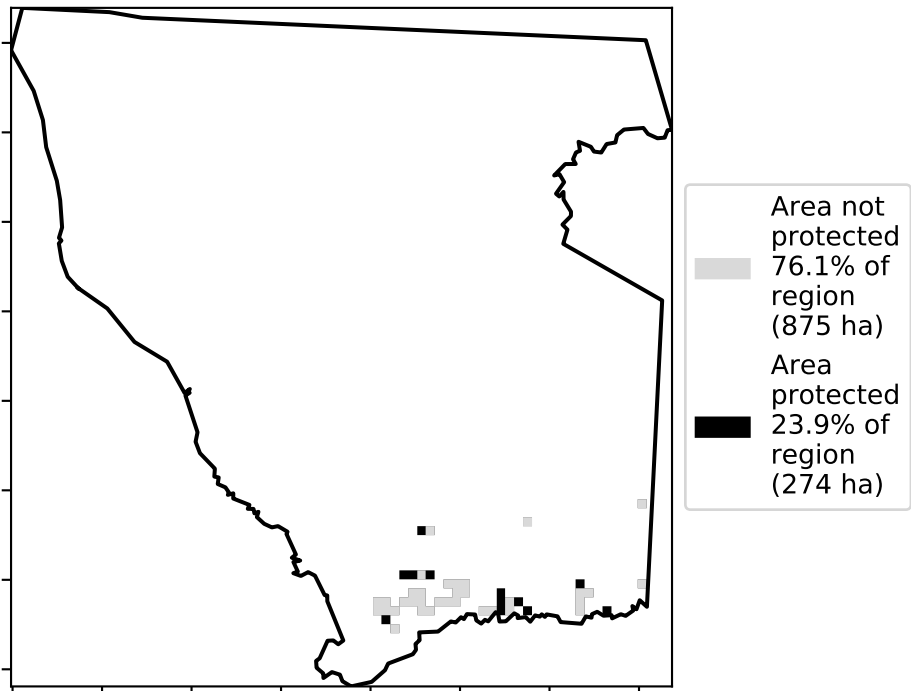 Area not
protected
76.1% of
region
(875 ha)
Area
protected
23.9% of
region
(274 ha)